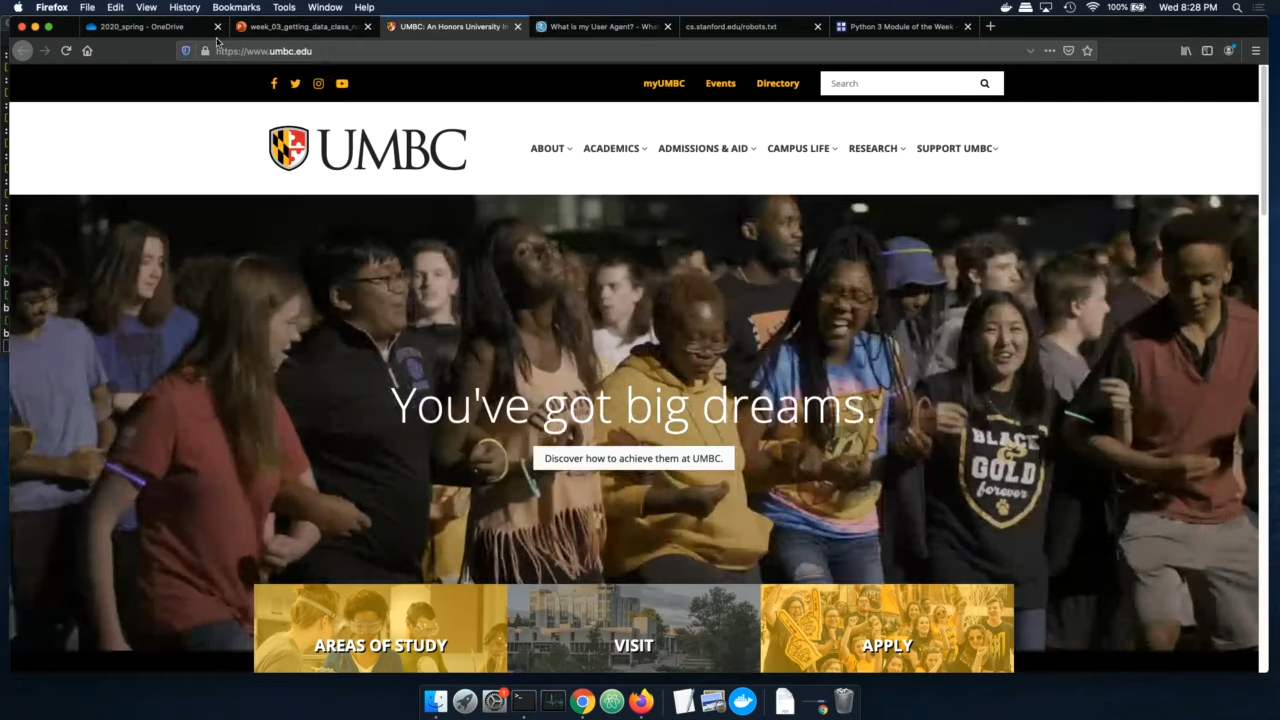 Firefox File Edit View History Bookmarks Tools Window Help 100% Wed 8:28 PM
2020_spring - OneDrive week_03_getting_data_class_no UMBC: An Honors University In What is my User Agent? - Wha cs.stanford.edu/robots.txt Python 3 Module of the Week -
https://www.umbc.edu
myUMBC Events Directory Search
UMBC
ABOUT ACADEMICS ADMISSIONS & AID CAMPUS LIFE RESEARCH SUPPORT UMBC
You've got big dreams.
Discover how to achieve them at UMBC.
BLACK
& GOLD
forever
AREAS OF STUDY VISIT APPLY